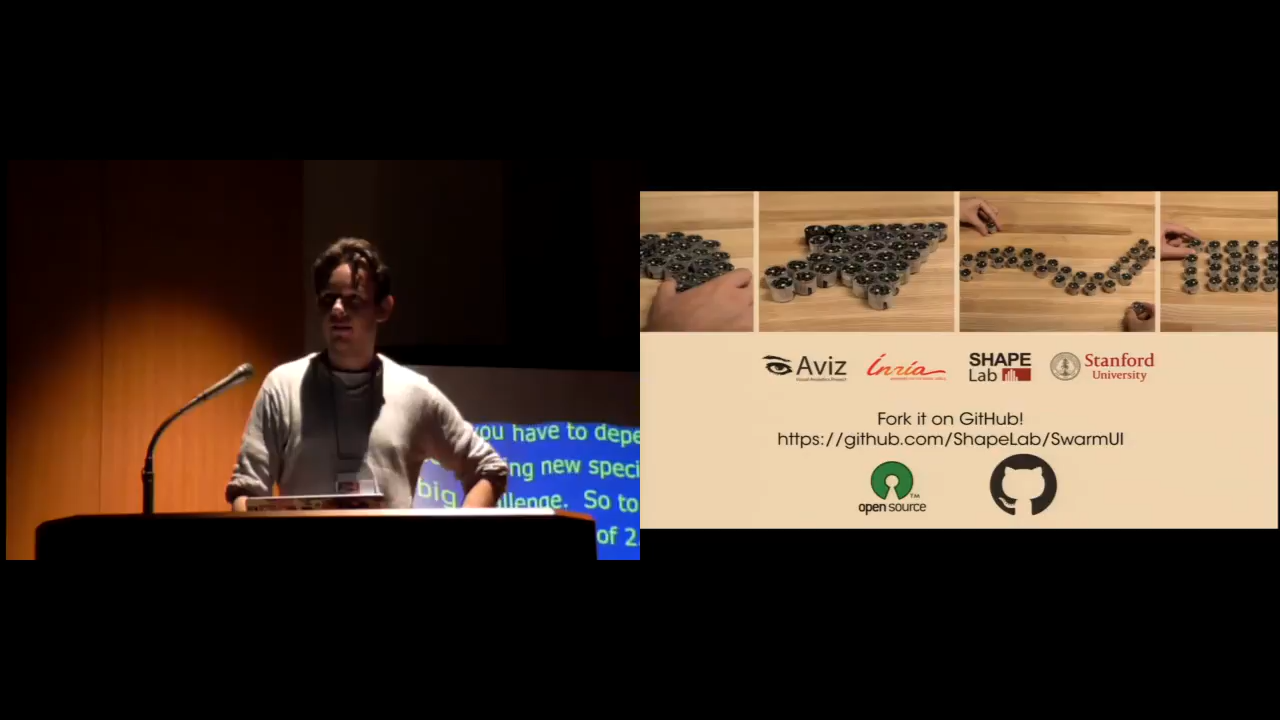 you have to depe
ng new speci
big llenge. So to
of 2
Aviz
Inria
SHAPE
Lab
Stanford
University
Fork it on GitHub!
https://github.com/ShapeLab/SwarmUI
TM
open source